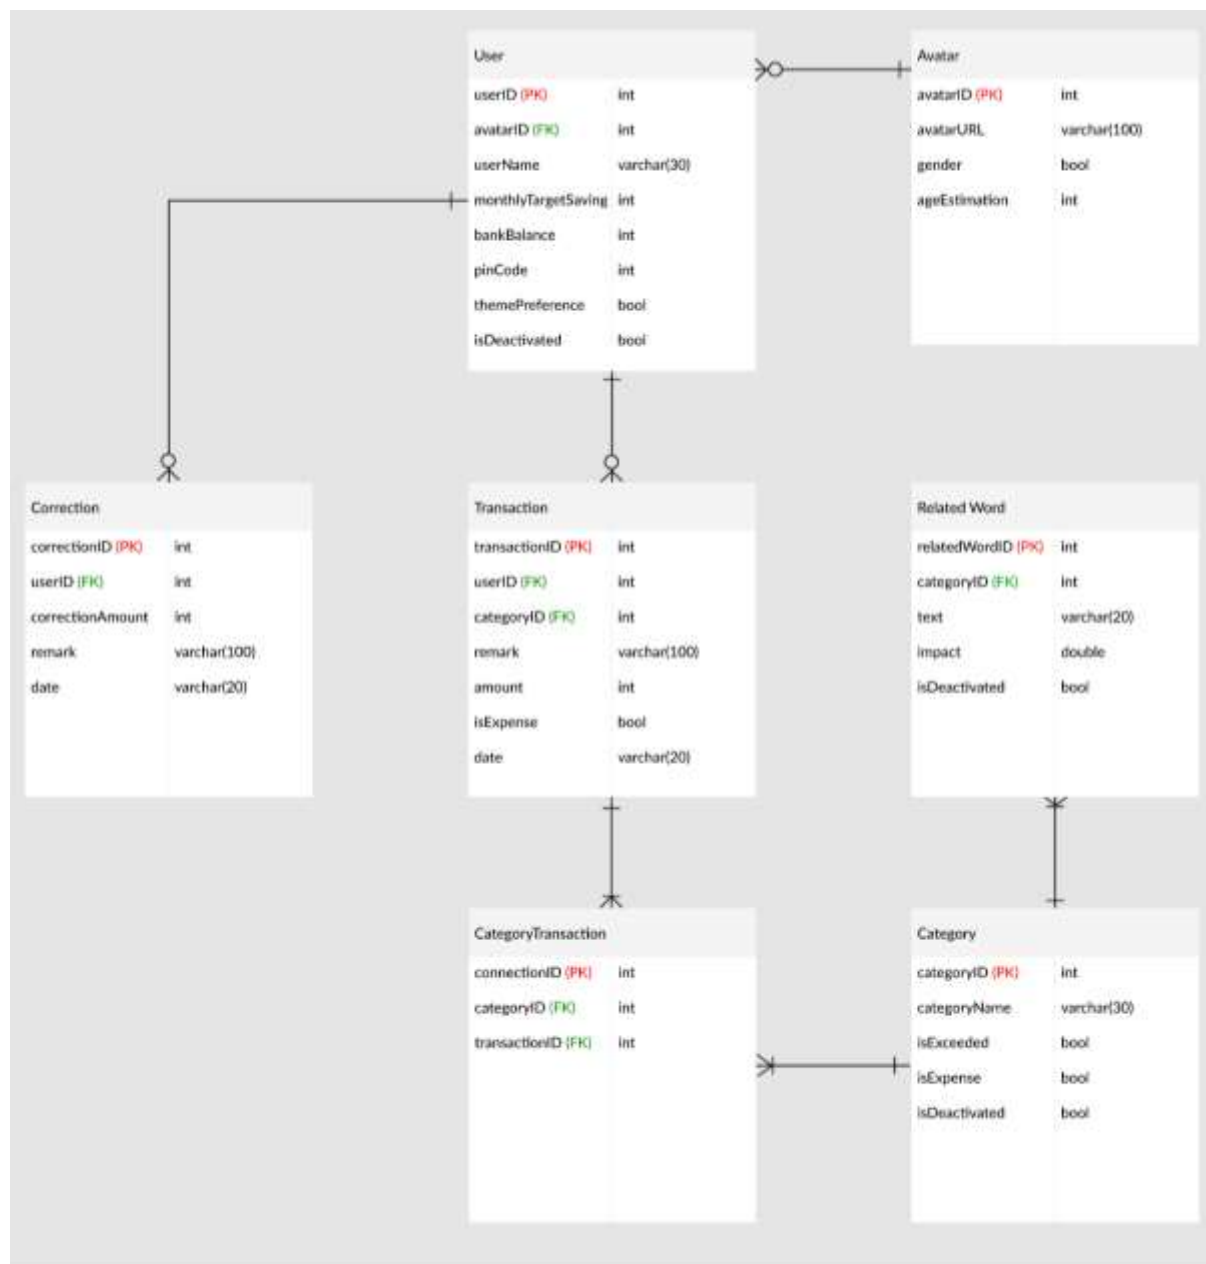 User
userID (PK) int
avatarID (FK) int
userName varchar(30)
monthlyTargetSaving int
bankBalance int
pinCode int
themePreference bool
isDeactivated bool
Avatar
avatarID (PK) int
avatarURL varchar(100)
gender bool
ageEstimation int
Correction
correctionID (PK) int
userID (FK) int
correctionAmount int
remark varchar(100)
date varchar(20)
Transaction
transactionID (PK) int
userID (FK) int
categoryID (FK) int
remark varchar(100)
amount int
isExpense bool
date varchar(20)
Related Word
relatedWordID (PK) int
categoryID (FK) int
text varchar(20)
impact double
isDeactivated bool
CategoryTransaction
connectionID (PK) int
categoryID (FK) int
transactionID (FK) int
Category
categoryID (PK) int
categoryName varchar(30)
isExceeded bool
isExpense bool
isDeactivated bool